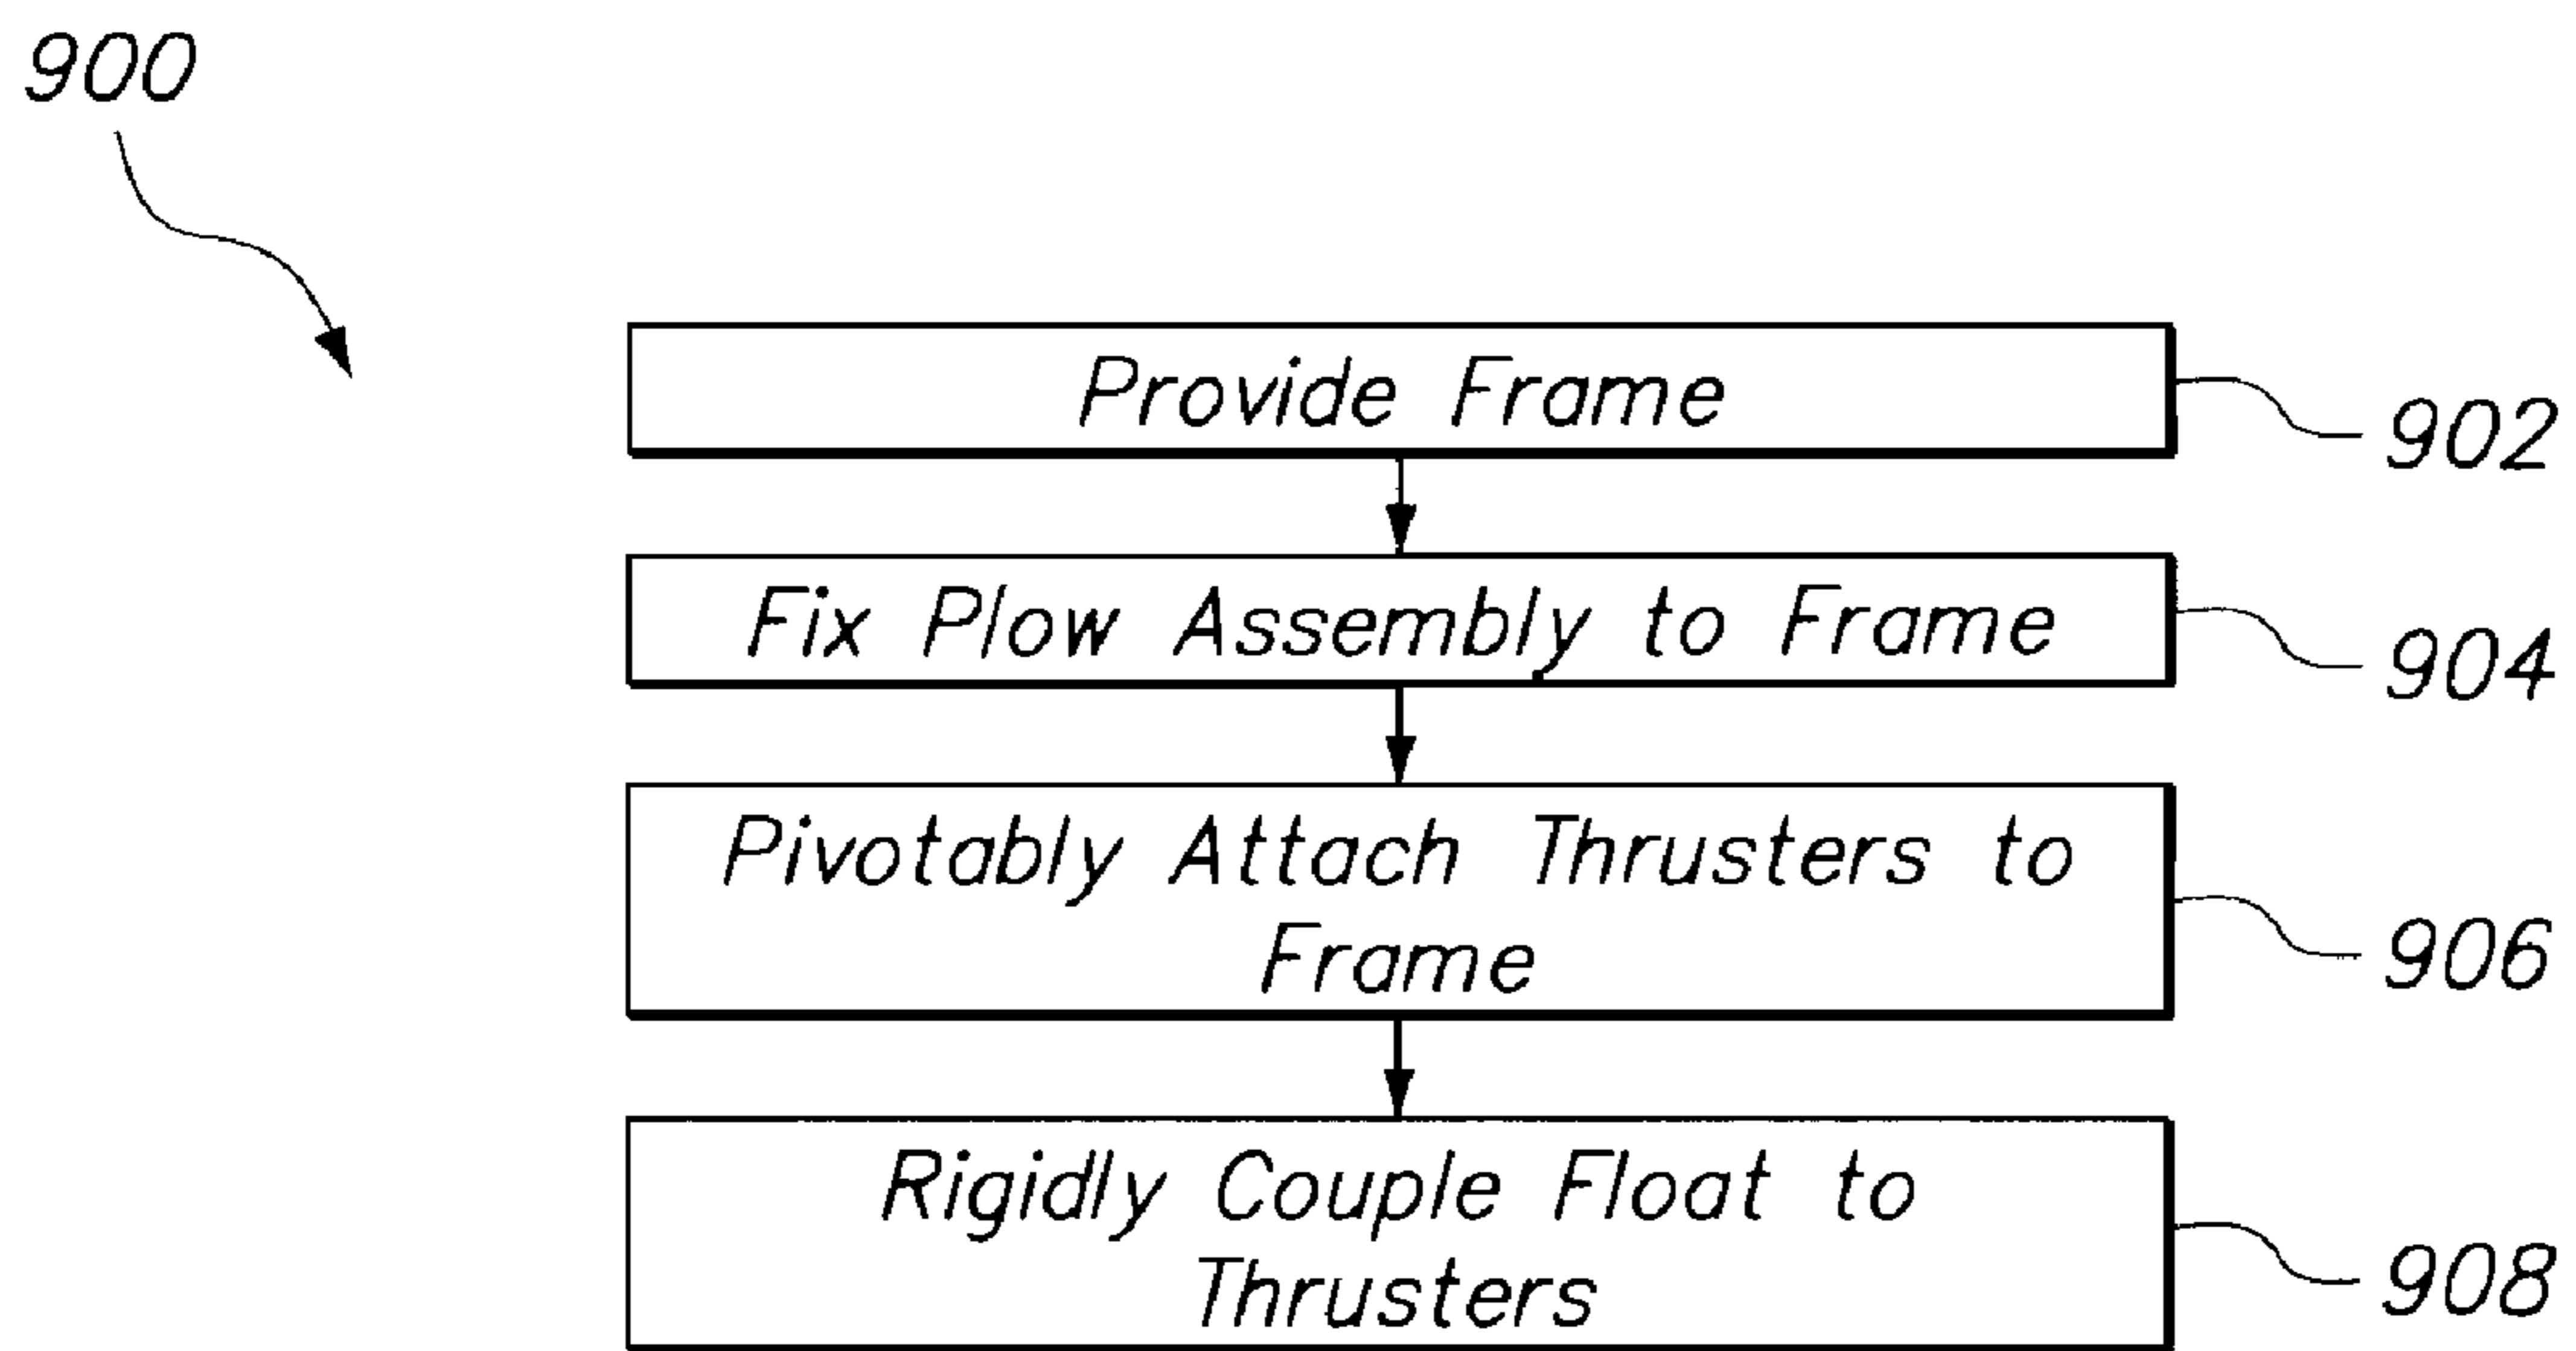 900
Provide Frame
902
Fix Plow Assembly to Frame
904
Pivotably Attach Thrusters to
Frame
906
Rigidly Couple Float to
Thrusters
908